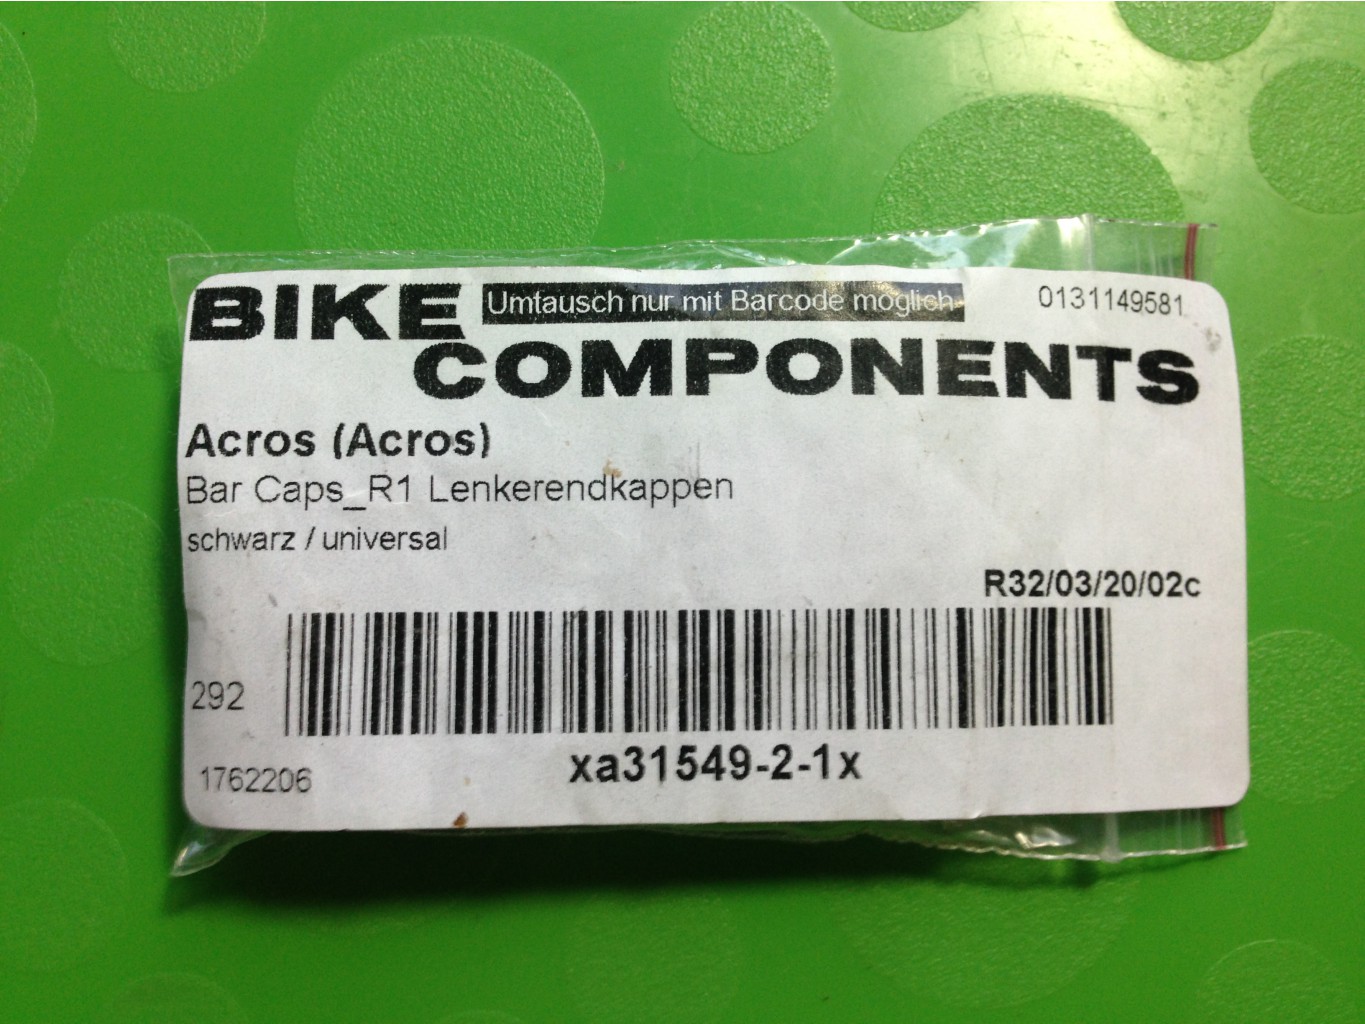 BIKE Umtausch nur mit Barcode möglich 0131149581
COMPONENTS
Acros (Acros)
Bar Caps_R1 Lenkerendkappen
schwarz / universal
R32/03/20/02c
292
xa31549-2-1x
1762206